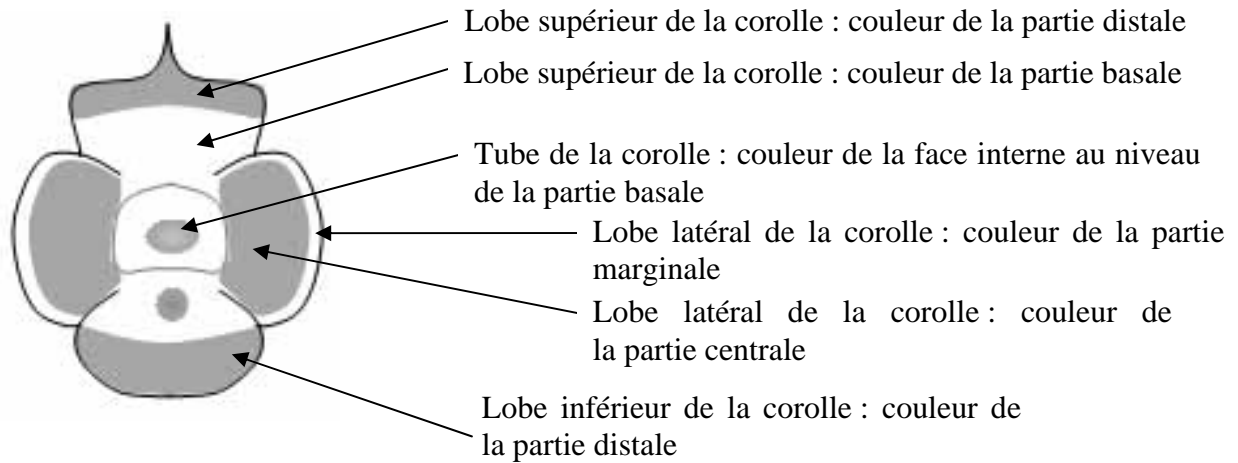 Lobe supérieur de la corolle : couleur de la partie distale
Lobe supérieur de la corolle : couleur de la partie basale
Tube de la corolle : couleur de la face interne au niveau
de la partie basale
Lobe latéral de la corolle : couleur de la partie
marginale
Lobe latéral de la corolle : couleur de
la partie centrale
Lobe inférieur de la corolle : couleur de
la partie distale